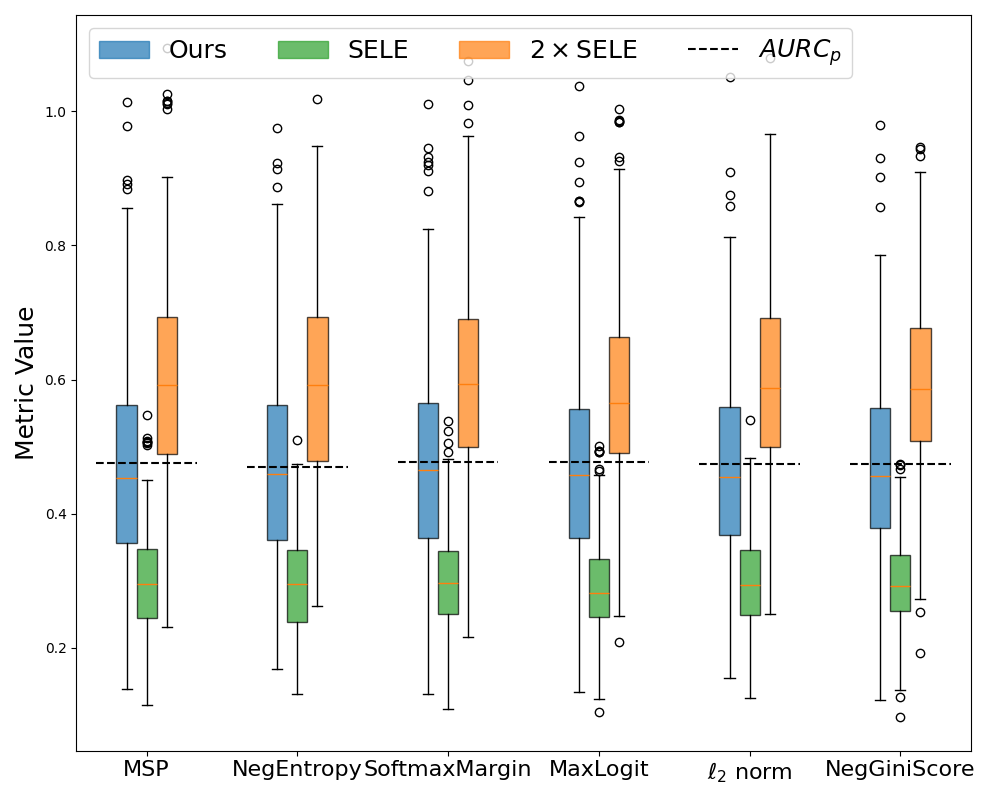 Ours SELE 2 × SELE AURCₚ
Metric Value
1.0
0.8
0.6
0.4
0.2
MSP NegEntropy SoftmaxMargin MaxLogit ℓ₂ norm NegGiniScore